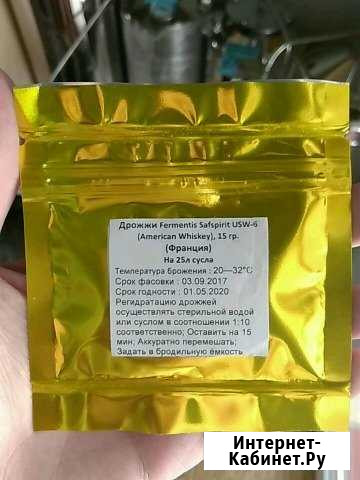 Дрожжи Fermentis Safspirit USW-6
(American Whiskey), 15 гр.
(Франция)
На 25л сусла
Температура брожения : 20—32°С
Срок фасовки : 03.09.2017
Срок годности : 01.05.2020
Регидратацию дрожжей
осуществлять стерильной водой
или суслом в соотношении 1:10
соответственно; Оставить на 15
мин; Аккуратно перемешать;
Задать в бродильную ёмкость
Интернет-
Кабинет.Ру